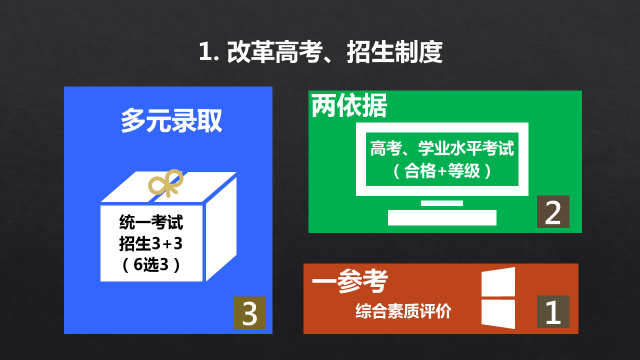 1. 改革高考、招生制度
多元录取
统一考试
招生3+3
（6选3）
3
两依据
高考、学业水平考试
（合格+等级）
2
一参考
综合素质评价
1